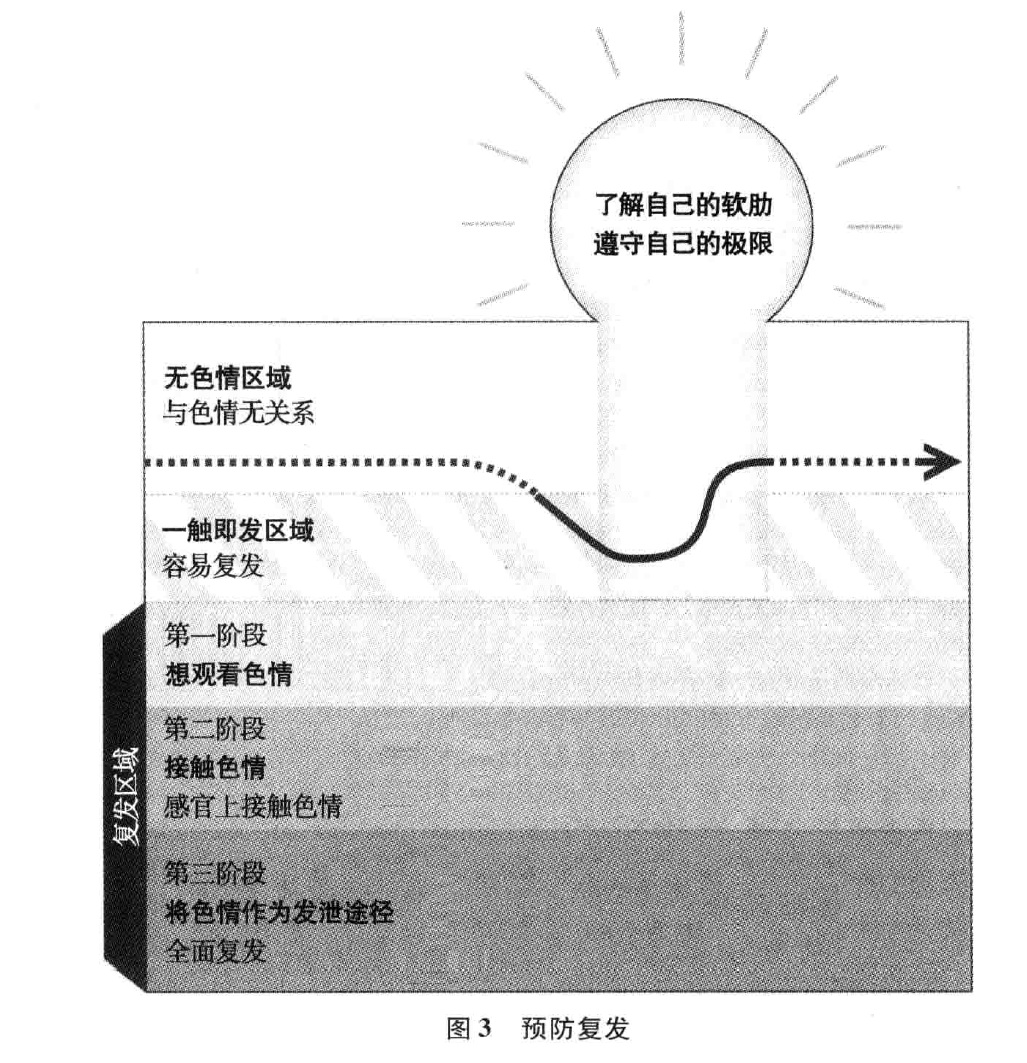 了解自己的软肋
遵守自己的极限
无色情区域
与色情无关系
一触即发区域
容易复发
第一阶段
想观看色情
第二阶段
接触色情
感官上接触色情
第三阶段
将色情作为发泄途径
全面复发
复发区域
图3 预防复发